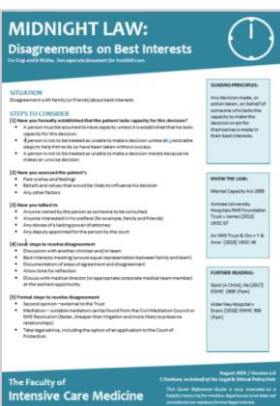 MIDNIGHT LAW:
Disagreements on Best Interests
For England & Wales. See separate document for Scottish Law.
SITUATION
Disagreement with family (or friends) about best interests
STEPS TO CONSIDER
[1] Have you formally established that the patient lacks capacity for this decision?
• A person must be assumed to have capacity unless it is established that he lacks
capacity for this decision.
• A person is not to be treated as unable to make a decision unless all practicable
steps to help him to do so have been taken without success.
• A person is not to be treated as unable to make a decision merely because he
makes an unwise decision
[2] Have you assessed the patient's
• Past wishes and feelings
• Beliefs and values that would be likely to influence his decision
• Any other factors
[3] Have you talked to
• Anyone named by the person as someone to be consulted
• Anyone interested in his welfare (for example, family and friends)
• Any donee of a lasting power of attorney
• Any deputy appointed for the person by the court
[4] Local steps to resolve disagreement
• Discussion with another clinician and/or team
• Best Interests meeting (ensure equal representation between family and team)
• Documentation of areas of agreement and disagreement
• Allow time for reflection
• Discuss with medical director (or appropriate corporate medical team member)
at the earliest opportunity
[5] Formal steps to resolve disagreement
• Second opinion – external to the Trust
• Mediation – suitable mediators can be found from the Civil Mediation Council or
NHS Resolution (faster, cheaper than litigation and more likely to preserve
relationships)
• Take legal advice, including the option of an application to the Court of
Protection
GUIDING PRINCIPLES:
Any decision made, or
action taken, on behalf of
someone who lacks the
capacity to make the
decision or act for
themselves is made in
their best interests.
KNOW THE LAW:
Mental Capacity Act 2005
Aintree University
Hospitals NHS Foundation
Trust v James [2013]
UKSC 67
An NHS Trust & Ors v Y &
Anor [2018] UKSC 46
FURTHER READING:
Gard (A Child), Re [2017]
EWHC 1909 (Fam)
Alder Hey Hospital v
Evans [2018] EWHC 308
(Fam)
August 2019 / Version 1.0
The Faculty of
Intensive Care Medicine